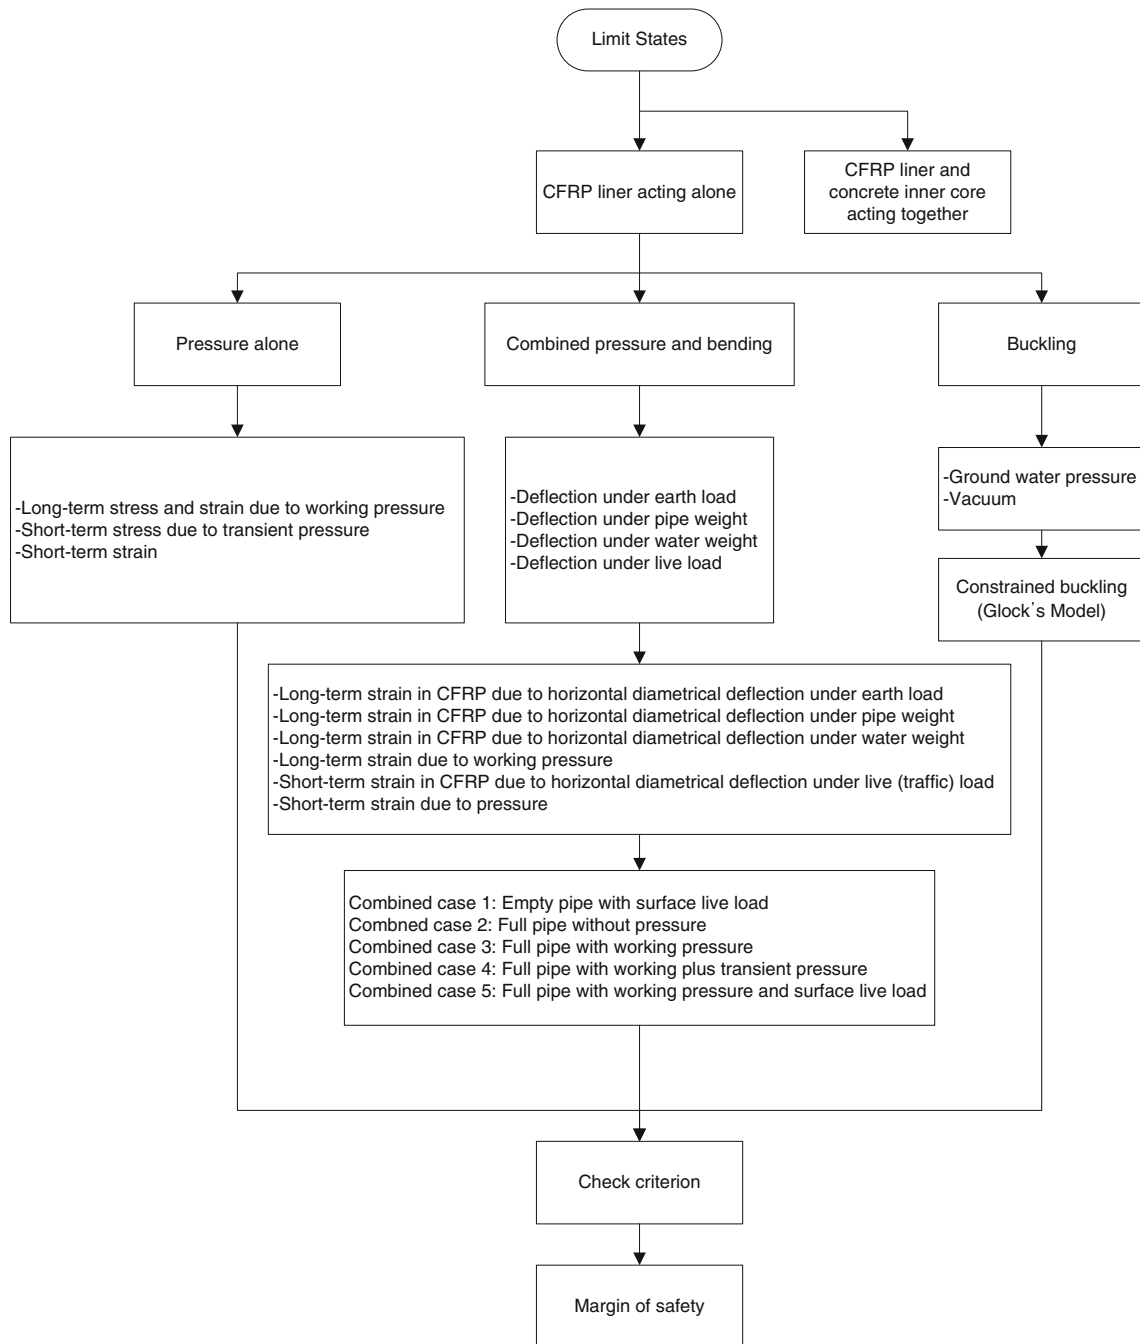 Limit States
CFRP liner acting alone
CFRP liner and
concrete inner core
acting together
Pressure alone
Combined pressure and bending
Buckling
-Long-term stress and strain due to working pressure
-Short-term stress due to transient pressure
-Short-term strain
-Deflection under earth load
-Deflection under pipe weight
-Deflection under water weight
-Deflection under live load
-Ground water pressure
-Vacuum
Constrained buckling
(Glock's Model)
-Long-term strain in CFRP due to horizontal diametrical deflection under earth load
-Long-term strain in CFRP due to horizontal diametrical deflection under pipe weight
-Long-term strain in CFRP due to horizontal diametrical deflection under water weight
-Long-term strain due to working pressure
-Short-term strain in CFRP due to horizontal diametrical deflection under live (traffic) load
-Short-term strain due to pressure
Combined case 1: Empty pipe with surface live load
Combned case 2: Full pipe without pressure
Combined case 3: Full pipe with working pressure
Combined case 4: Full pipe with working plus transient pressure
Combined case 5: Full pipe with working pressure and surface live load
Check criterion
Margin of safety